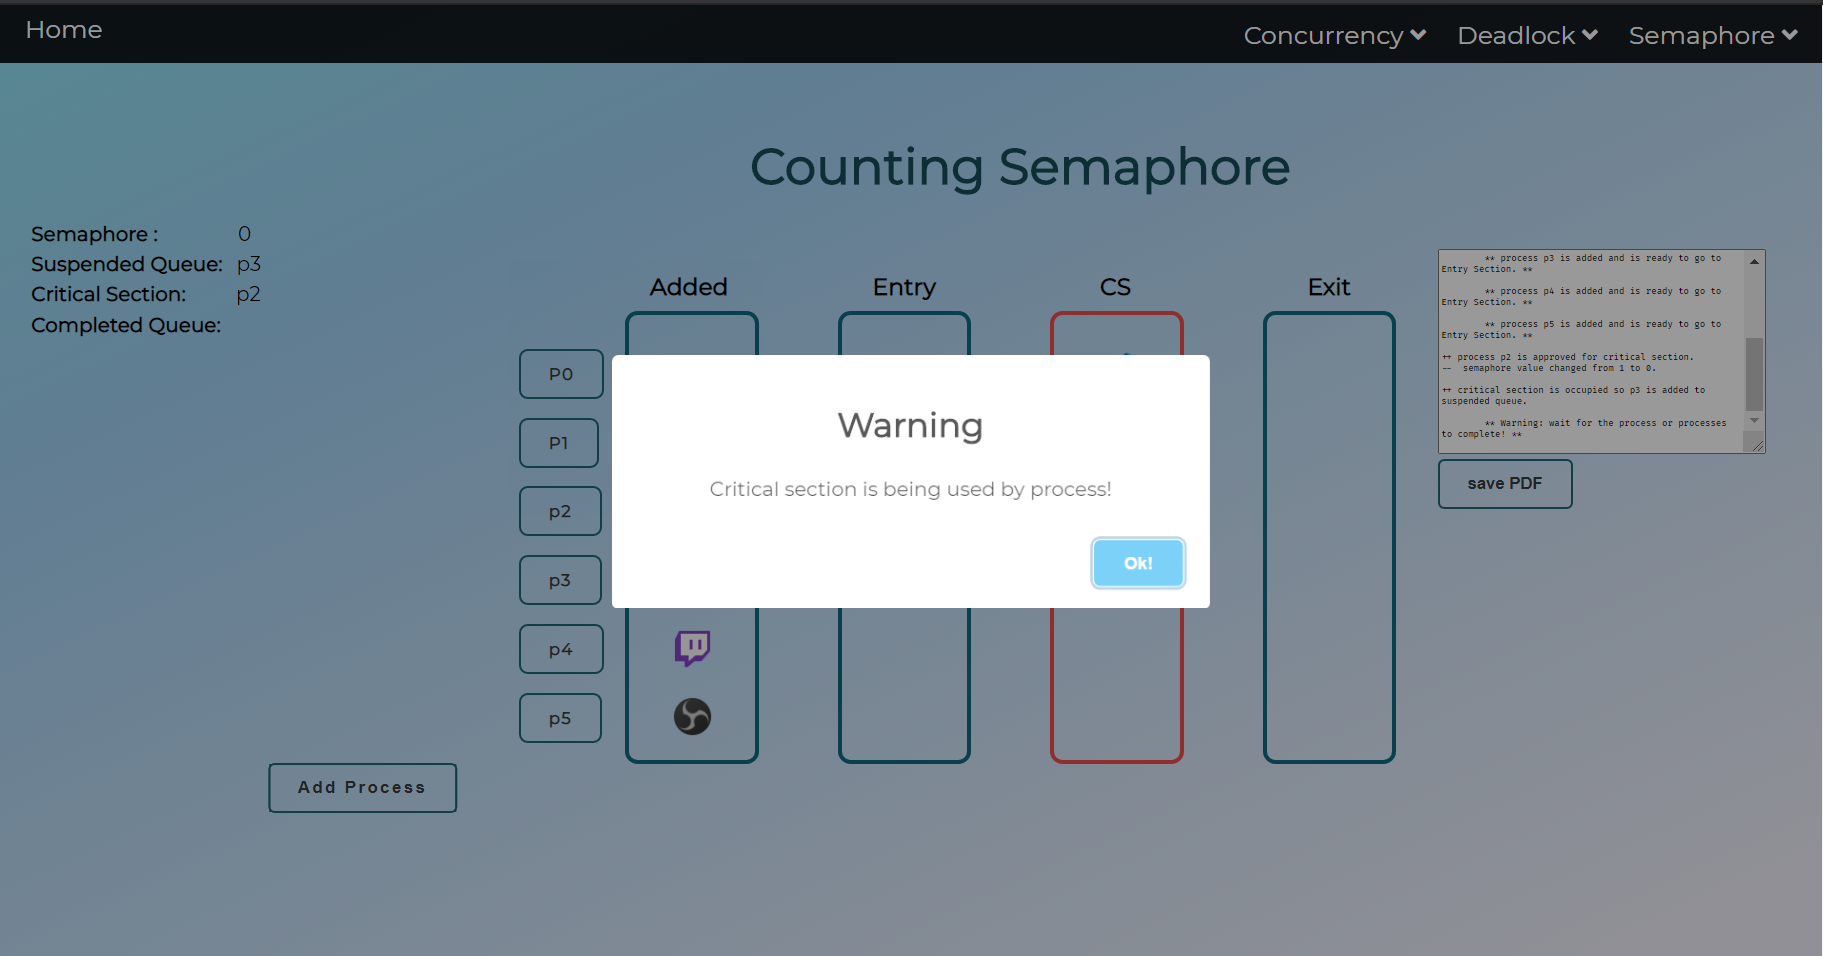 Home
Concurrency
Deadlock
Semaphore
Counting Semaphore
Semaphore : 0
Suspended Queue: p3
Critical Section: p2
Completed Queue:
Added
Entry
CS
Exit
P0
P1
p2
p3
p4
p5
Add Process
Warning
Critical section is being used by process!
Ok!
** process p3 is added and is ready to go to
Entry Section. **
** process p4 is added and is ready to go to
Entry Section. **
** process p5 is added and is ready to go to
Entry Section. **
++ process p2 is approved for critical section.
-- semaphore value changed from 1 to 0.
++ critical section is occupied so p3 is added to
suspended queue.
** Warning: wait for the process or processes
to complete! **
save PDF